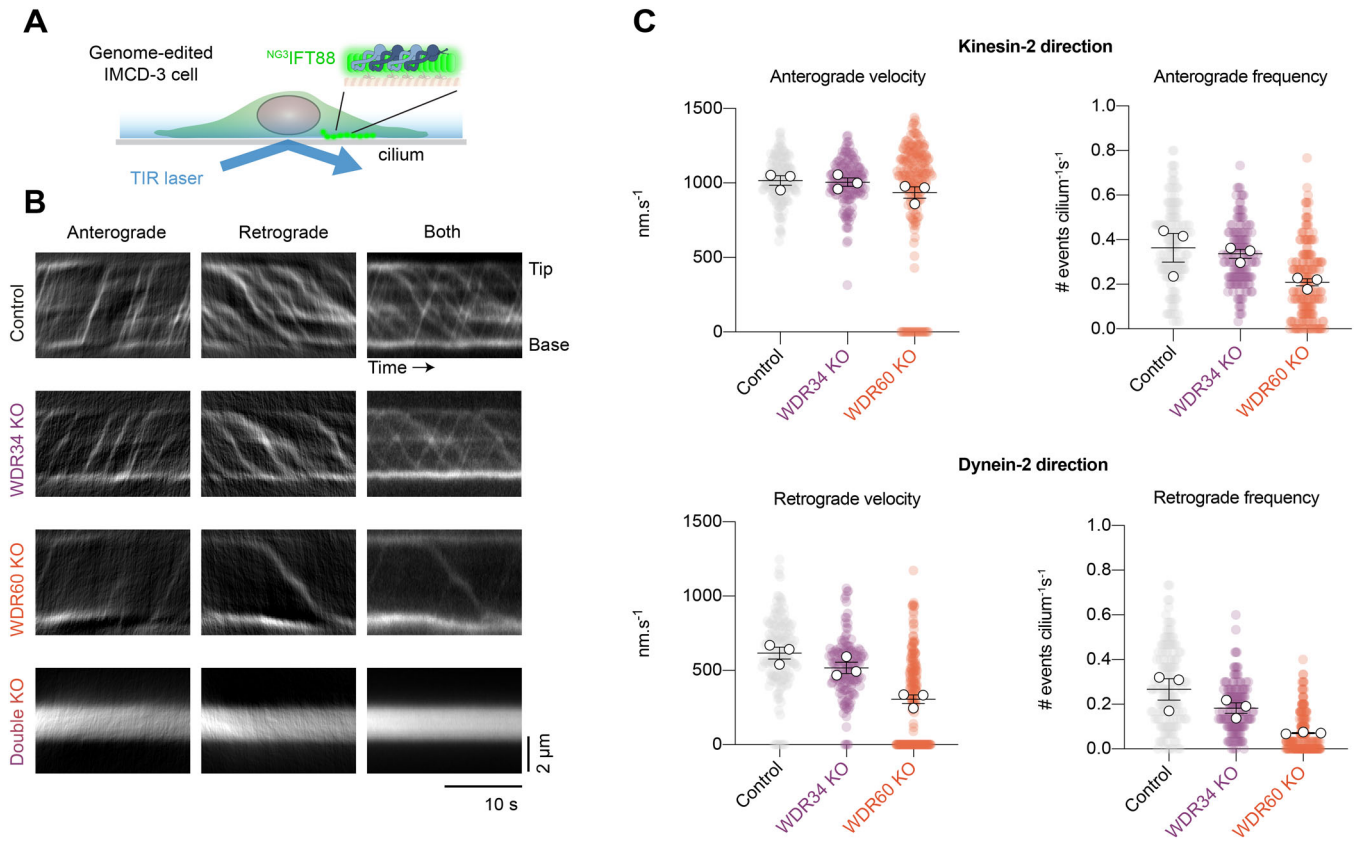 A
Genome-edited
IMCD-3 cell
NG3IFT88
cilium
TIR laser
B
Anterograde
Retrograde
Both
Control
Tip
Base
Time →
WDR34 KO
WDR60 KO
Double KO
2 μm
10 s
C
Kinesin-2 direction
Anterograde velocity
1500
1000
500
0
nm.s-1
Control
WDR34 KO
WDR60 KO
Anterograde frequency
1.0
0.8
0.6
0.4
0.2
0.0
# events cilium-1s-1
Control
WDR34 KO
WDR60 KO
Dynein-2 direction
Retrograde velocity
1500
1000
500
0
nm.s-1
Control
WDR34 KO
WDR60 KO
Retrograde frequency
1.0
0.8
0.6
0.4
0.2
0.0
# events cilium-1s-1
Control
WDR34 KO
WDR60 KO